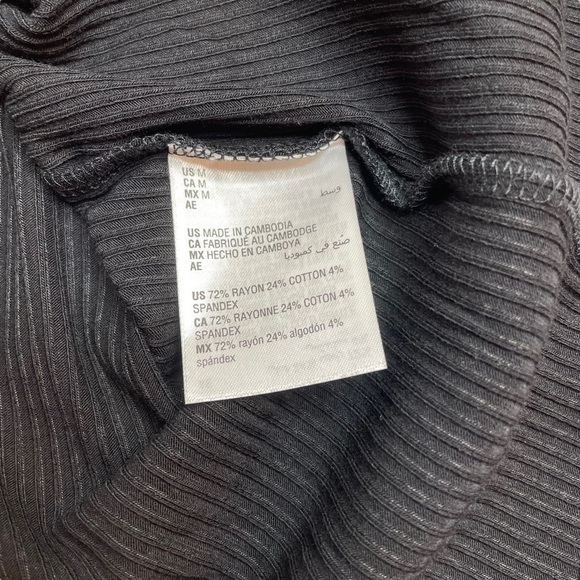 US M
CA M
MX M
AE وسط
US MADE IN CAMBODIA
CA FABRIQUÉ AU CAMBODGE
MX HECHO EN CAMBOYA
AE صنع في كمبوديا
US 72% RAYON 24% COTTON 4%
SPANDEX
CA 72% RAYONNE 24% COTON 4%
SPANDEX
MX 72% rayón 24% algodón 4%
spándex